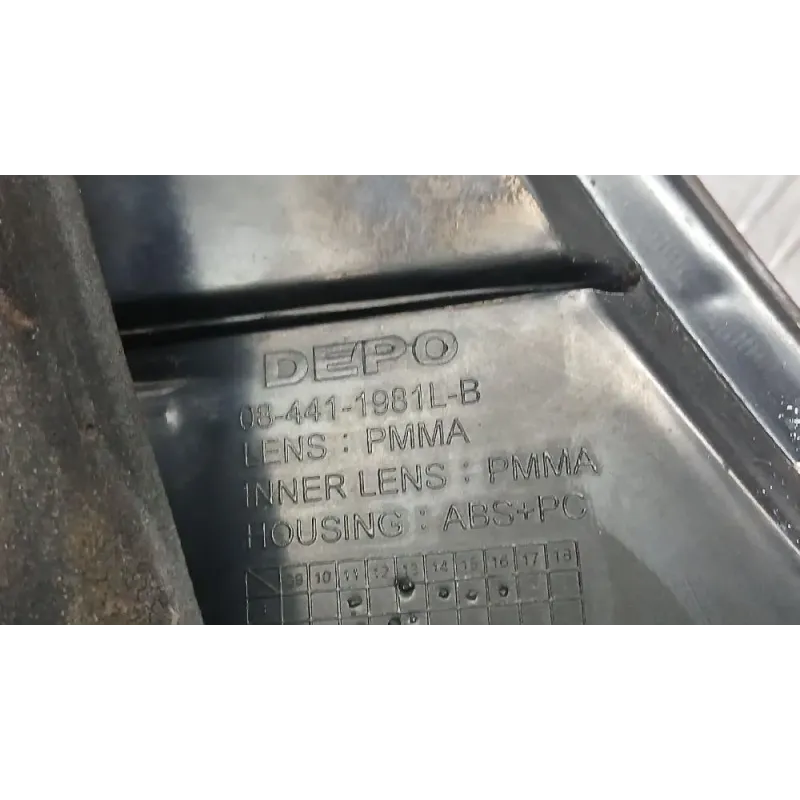 DEPO
08-441-1981L-B
LENS : PMMA
INNER LENS : PMMA
HOUSING : ABS+PC
09 10 11 12 13 14 15 16 17 18